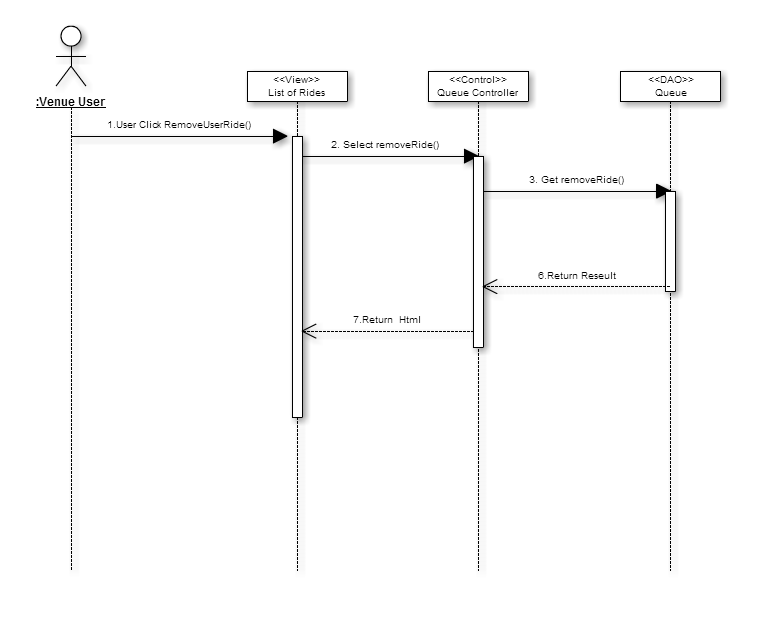 :Venue User
<<View>>
List of Rides
<<Control>>
Queue Controller
<<DAO>>
Queue
1.User Click RemoveUserRide()
2. Select removeRide()
3. Get removeRide()
6.Return Reseult
7.Return Html